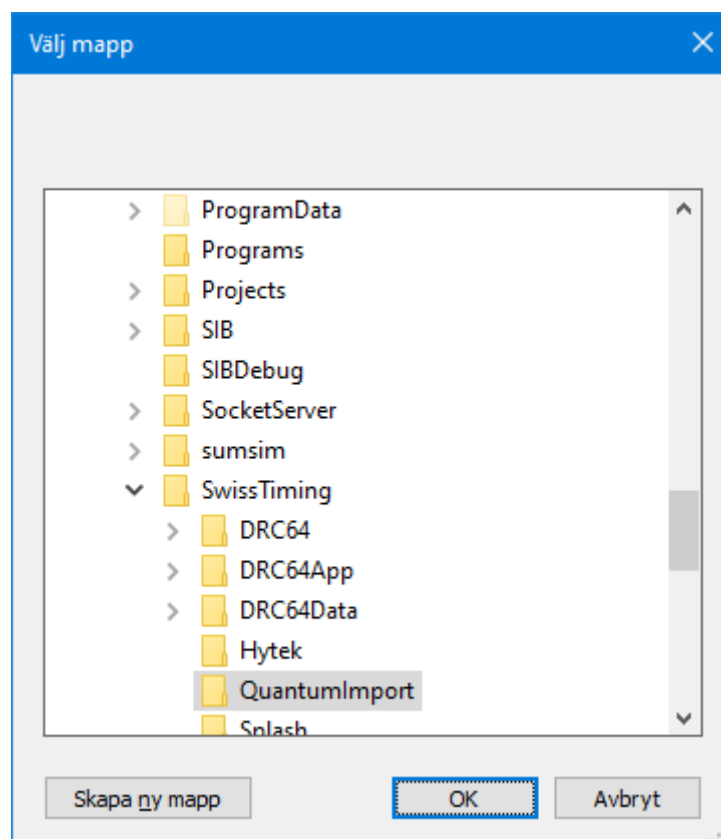 Välj mapp
ProgramData
Programs
Projects
SIB
SIBDebug
SocketServer
sumsim
SwissTiming
DRC64
DRC64App
DRC64Data
Hytek
QuantumImport
Splash
Skapa ny mapp OK Avbryt